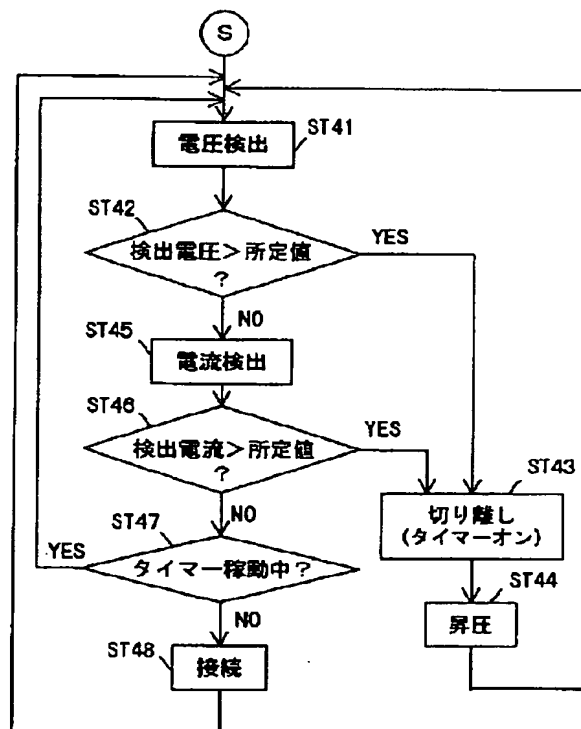 S
電圧検出
ST41
ST42
検出電圧>所定値
?
YES
NO
ST45
電流検出
ST46
検出電流>所定値
?
YES
NO
ST43
切り離し
(タイマーオン)
ST47
タイマー稼動中?
YES
NO
ST44
昇圧
ST48
接続